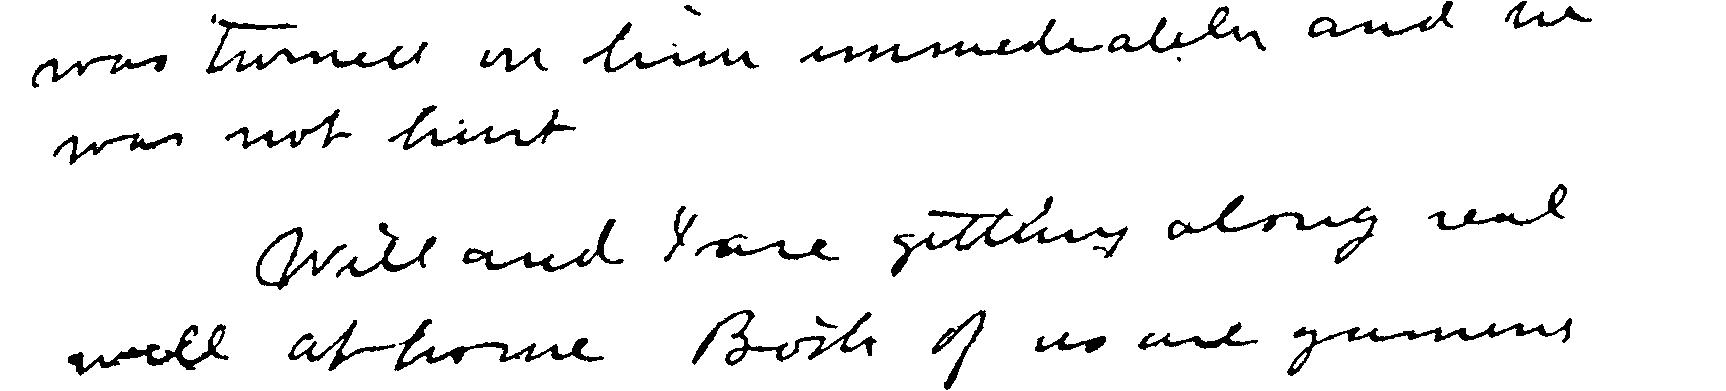 was turned on him immediately and he
was not hurt
Will and I are getting along real
well at home Both of us are